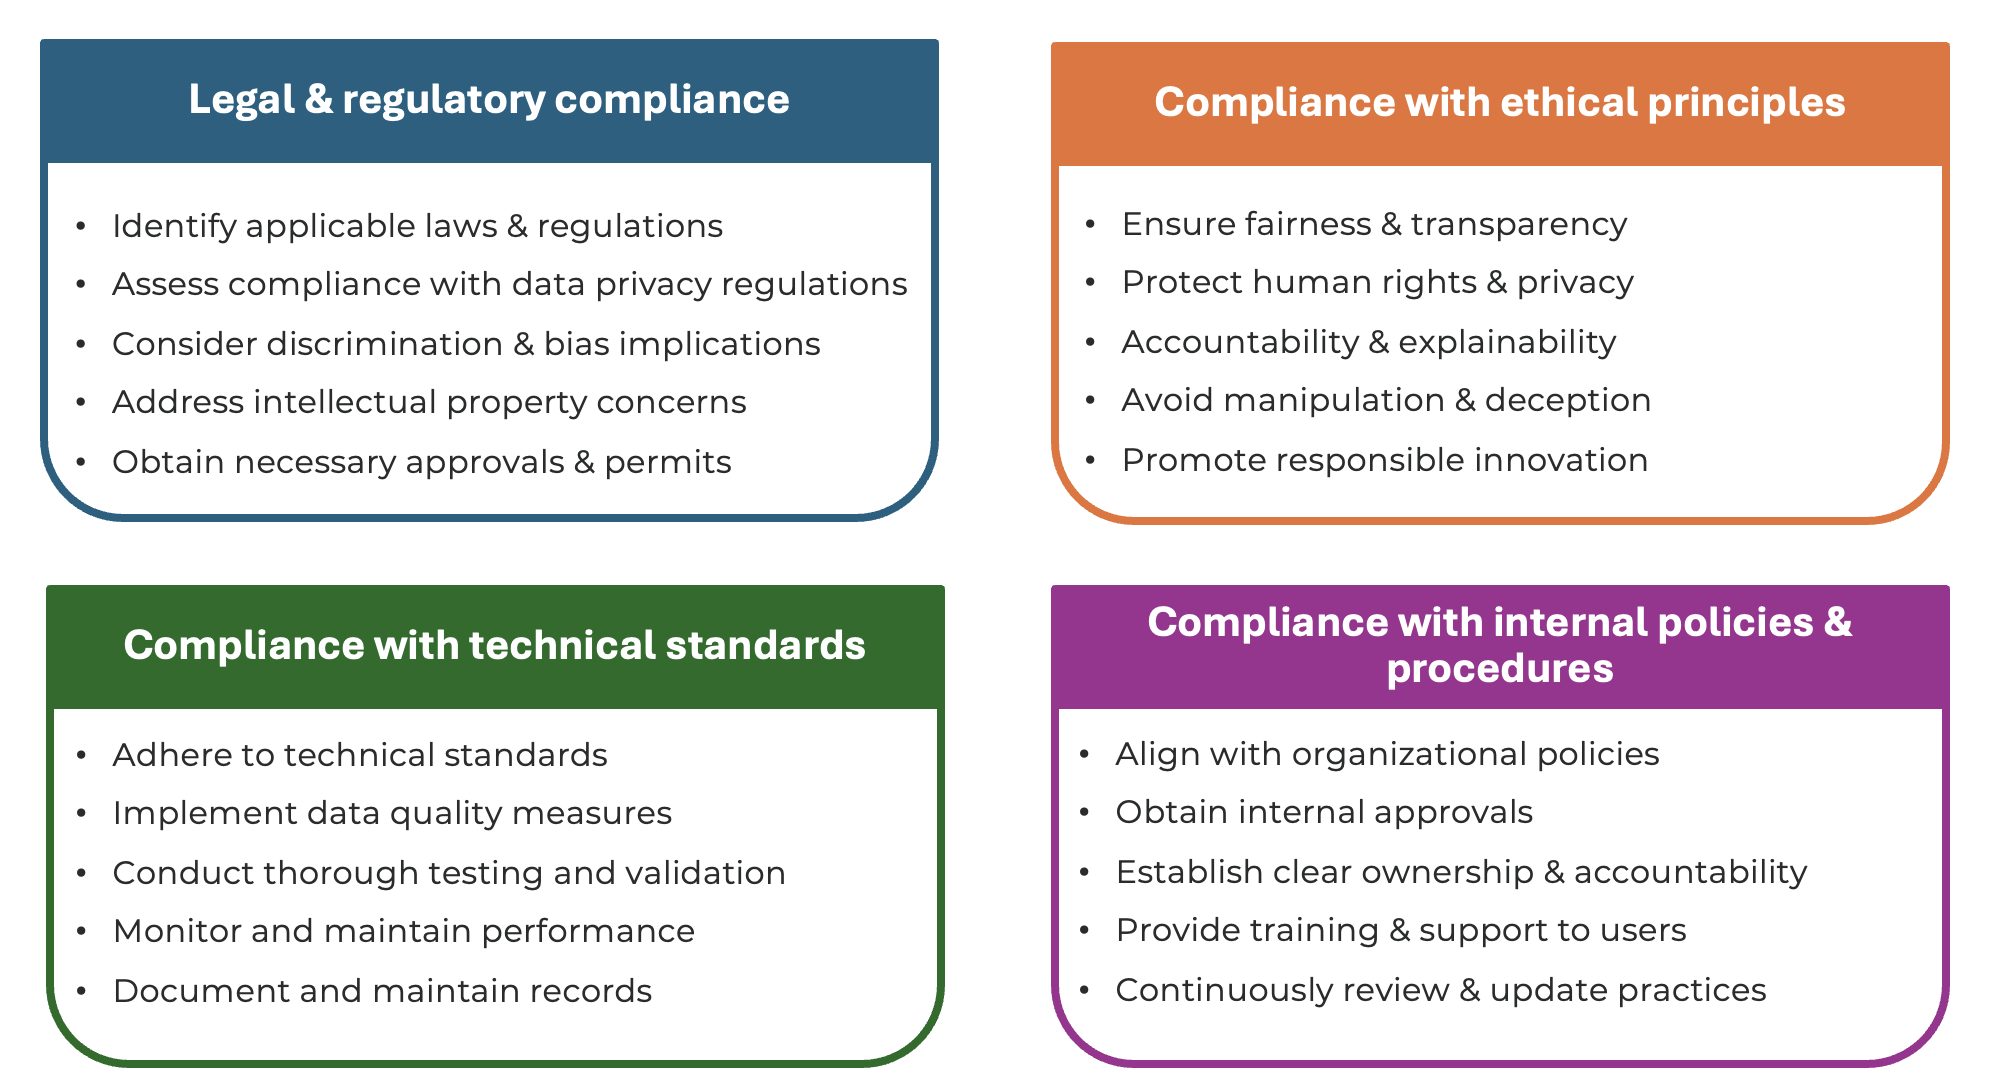 Legal & regulatory compliance
• Identify applicable laws & regulations
• Assess compliance with data privacy regulations
• Consider discrimination & bias implications
• Address intellectual property concerns
• Obtain necessary approvals & permits
Compliance with ethical principles
• Ensure fairness & transparency
• Protect human rights & privacy
• Accountability & explainability
• Avoid manipulation & deception
• Promote responsible innovation
Compliance with technical standards
• Adhere to technical standards
• Implement data quality measures
• Conduct thorough testing and validation
• Monitor and maintain performance
• Document and maintain records
Compliance with internal policies &
procedures
• Align with organizational policies
• Obtain internal approvals
• Establish clear ownership & accountability
• Provide training & support to users
• Continuously review & update practices